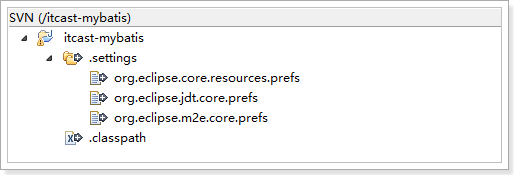 SVN (/itcast-mybatis)
itcast-mybatis
.settings
org.eclipse.core.resources.prefs
org.eclipse.jdt.core.prefs
org.eclipse.m2e.core.prefs
.classpath